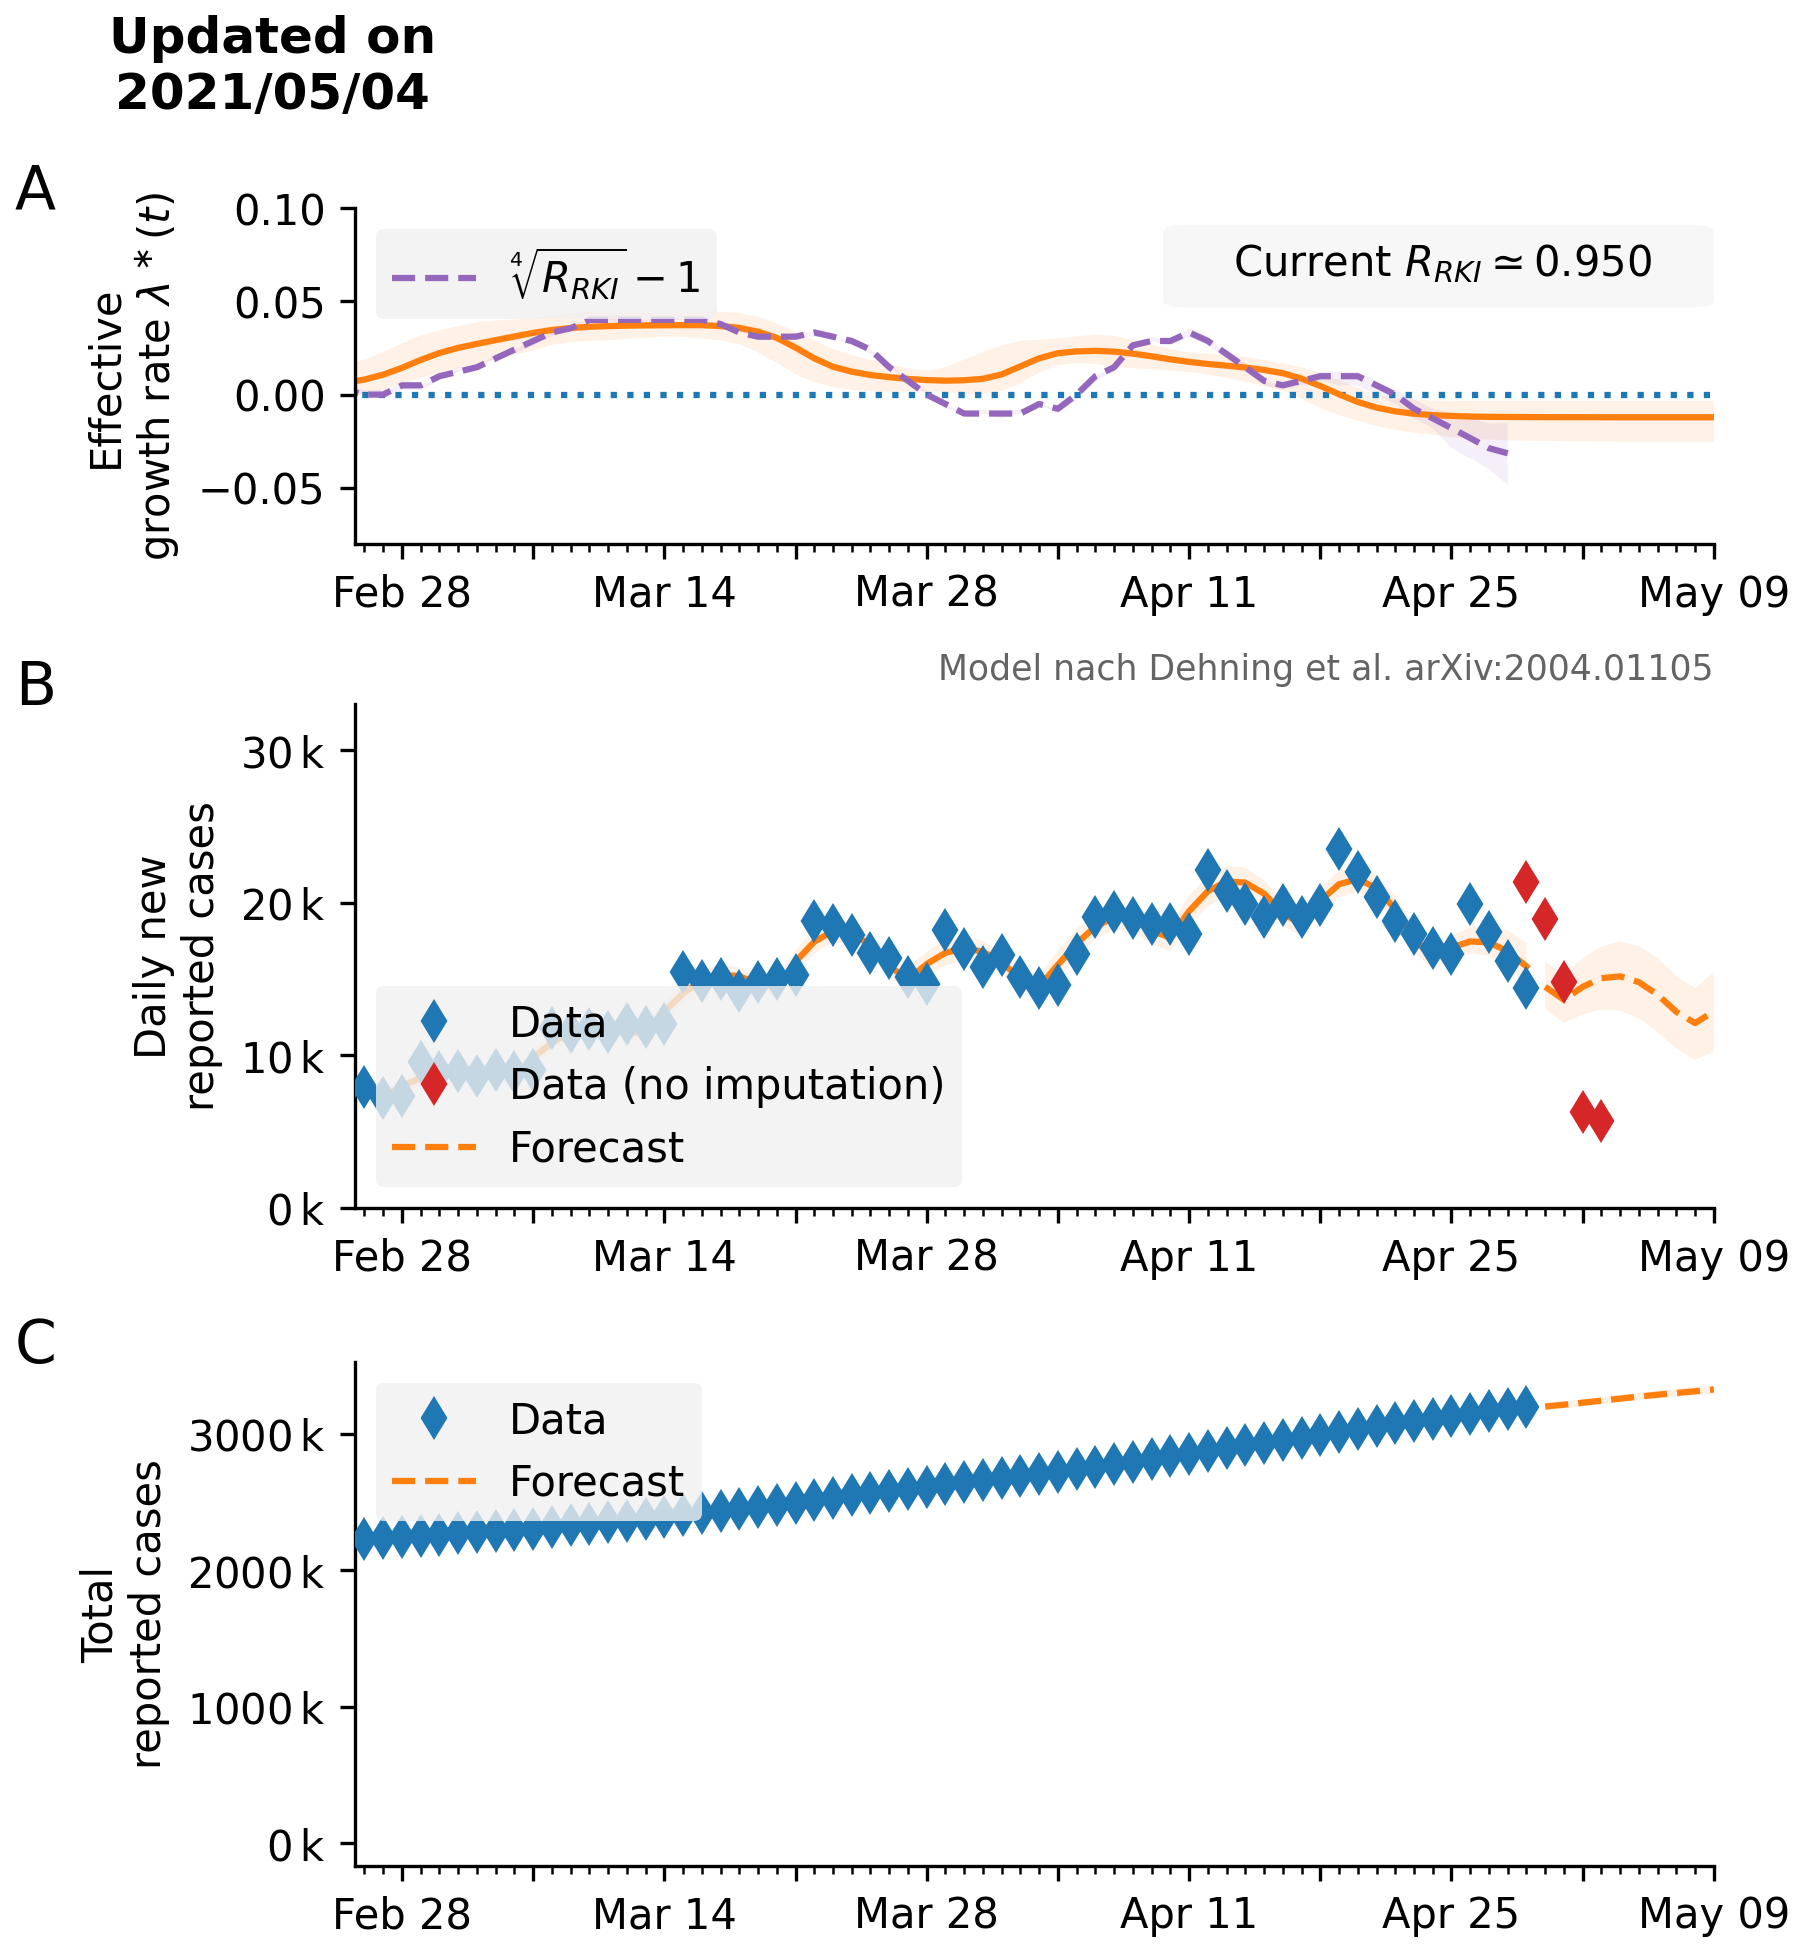 Updated on
2021/05/04
A
Effective
growth rate λ * (t)
0.10
0.05
0.00
−0.05
∜R_RKI − 1
Current R_RKI ≃ 0.950
Feb 28 Mar 14 Mar 28 Apr 11 Apr 25 May 09
Model nach Dehning et al. arXiv:2004.01105
B
Daily new
reported cases
30 k
20 k
10 k
0 k
Data
Data (no imputation)
Forecast
Feb 28 Mar 14 Mar 28 Apr 11 Apr 25 May 09
C
Total
reported cases
3000 k
2000 k
1000 k
0 k
Data
Forecast
Feb 28 Mar 14 Mar 28 Apr 11 Apr 25 May 09